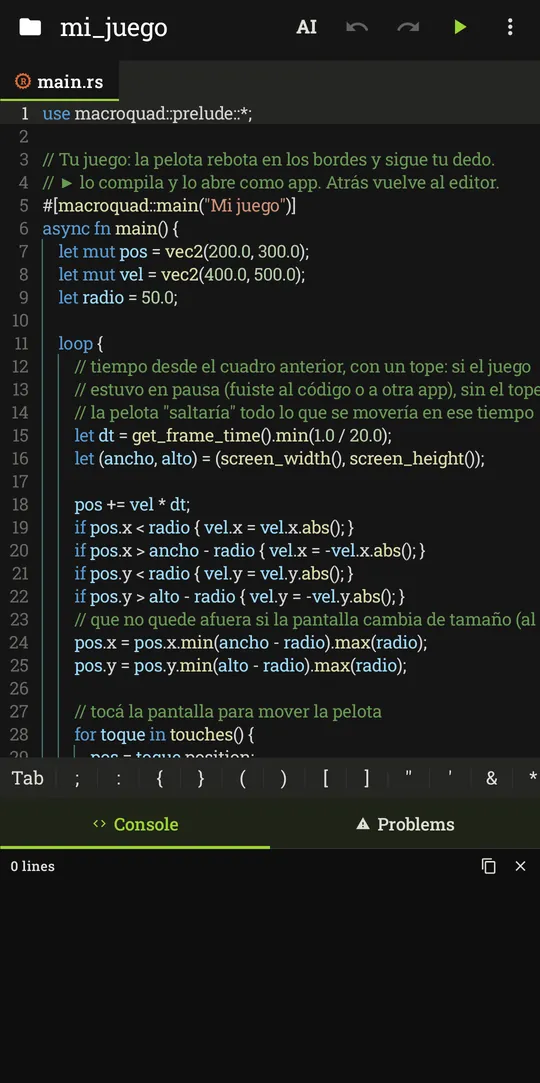 mi_juego AI
main.rs
1 use macroquad::prelude::*;
2
3 // Tu juego: la pelota rebota en los bordes y sigue tu dedo.
4 // ► lo compila y lo abre como app. Atrás vuelve al editor.
5 #[macroquad::main("Mi juego")]
6 async fn main() {
7 let mut pos = vec2(200.0, 300.0);
8 let mut vel = vec2(400.0, 500.0);
9 let radio = 50.0;
10
11 loop {
12 // tiempo desde el cuadro anterior, con un tope: si el juego
13 // estuvo en pausa (fuiste al código o a otra app), sin el tope
14 // la pelota "saltaría" todo lo que se movería en ese tiempo
15 let dt = get_frame_time().min(1.0 / 20.0);
16 let (ancho, alto) = (screen_width(), screen_height());
17
18 pos += vel * dt;
19 if pos.x < radio { vel.x = vel.x.abs(); }
20 if pos.x > ancho - radio { vel.x = -vel.x.abs(); }
21 if pos.y < radio { vel.y = vel.y.abs(); }
22 if pos.y > alto - radio { vel.y = -vel.y.abs(); }
23 // que no quede afuera si la pantalla cambia de tamaño (al
24 pos.x = pos.x.min(ancho - radio).max(radio);
25 pos.y = pos.y.min(alto - radio).max(radio);
26
27 // tocá la pantalla para mover la pelota
28 for toque in touches() {
29 pos = toque.position;
Tab ; : { } ( ) [ ] " ' & *
Console Problems
0 lines